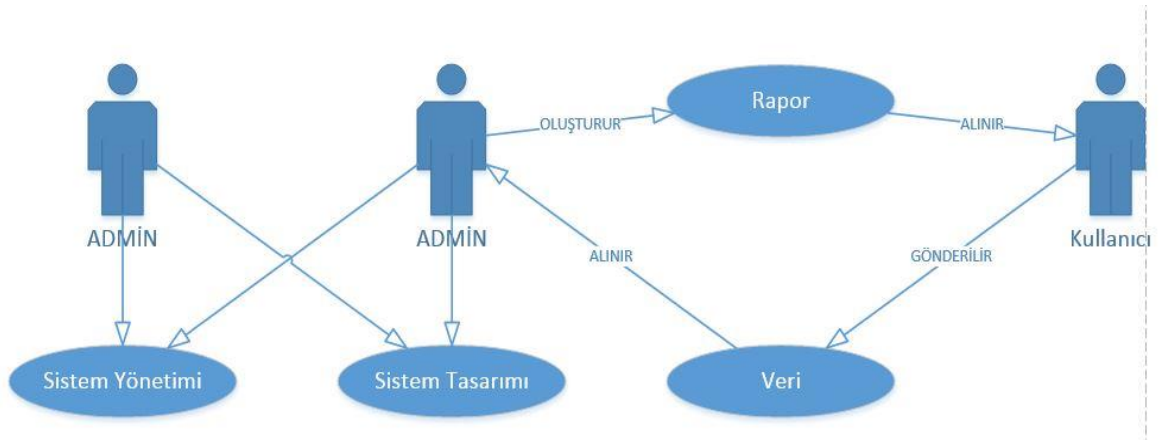 Rapor
OLUŞTURUR
ALINIR
ADMİN
ADMİN
Kullanıcı
ALINIR
GÖNDERİLİR
Sistem Yönetimi
Sistem Tasarımı
Veri